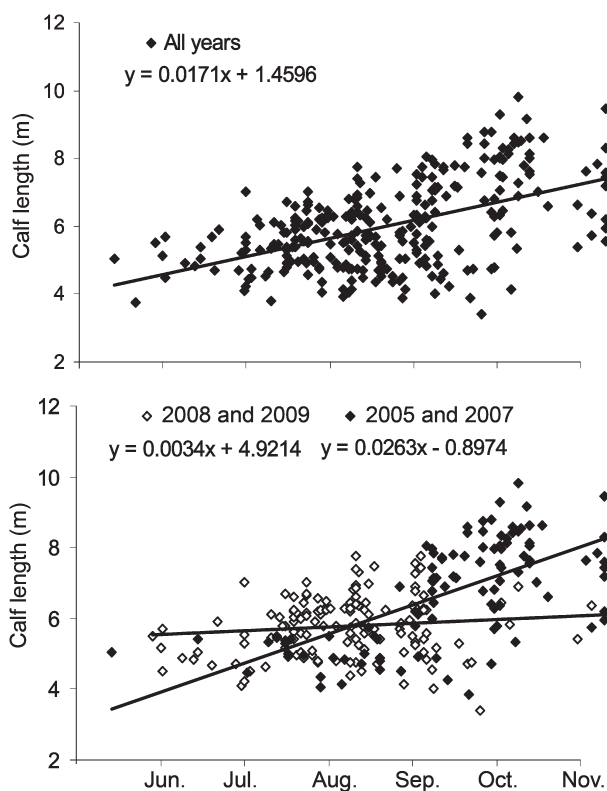 12
◆ All years
y = 0.0171x + 1.4596
10
8
Calf length (m)
6
4
2
12
◇ 2008 and 2009 ◆ 2005 and 2007
y = 0.0034x + 4.9214 y = 0.0263x - 0.8974
10
8
Calf length (m)
6
4
2
Jun. Jul. Aug. Sep. Oct. Nov.